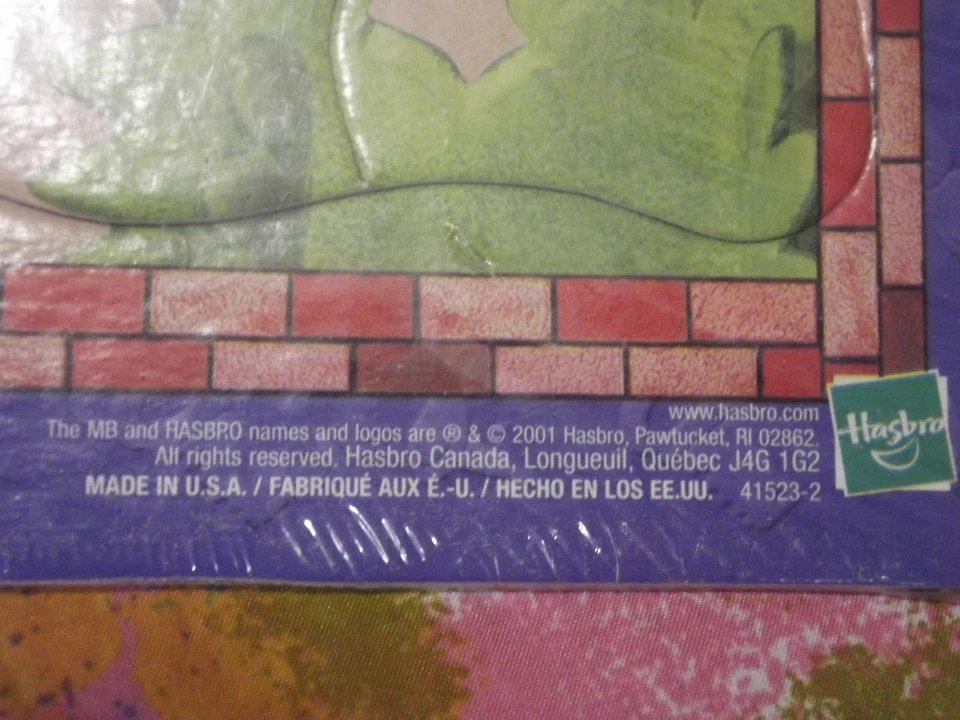 www.hasbro.com
The MB and HASBRO names and logos are ® & © 2001 Hasbro, Pawtucket, RI 02862.
All rights reserved. Hasbro Canada, Longueuil, Québec J4G 1G2
MADE IN U.S.A. / FABRIQUÉ AUX É.-U. / HECHO EN LOS EE.UU. 41523-2
Hasbro